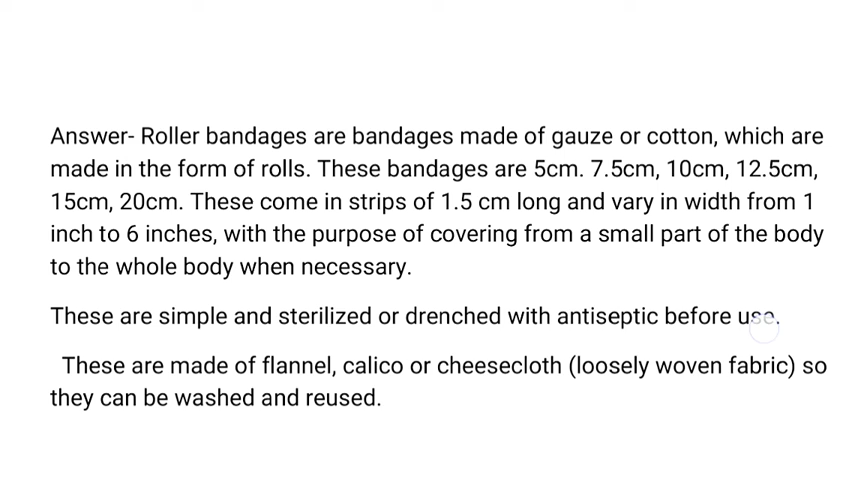 Answer- Roller bandages are bandages made of gauze or cotton, which are
made in the form of rolls. These bandages are 5cm. 7.5cm, 10cm, 12.5cm,
15cm, 20cm. These come in strips of 1.5 cm long and vary in width from 1
inch to 6 inches, with the purpose of covering from a small part of the body
to the whole body when necessary.
These are simple and sterilized or drenched with antiseptic before use.
These are made of flannel, calico or cheesecloth (loosely woven fabric) so
they can be washed and reused.